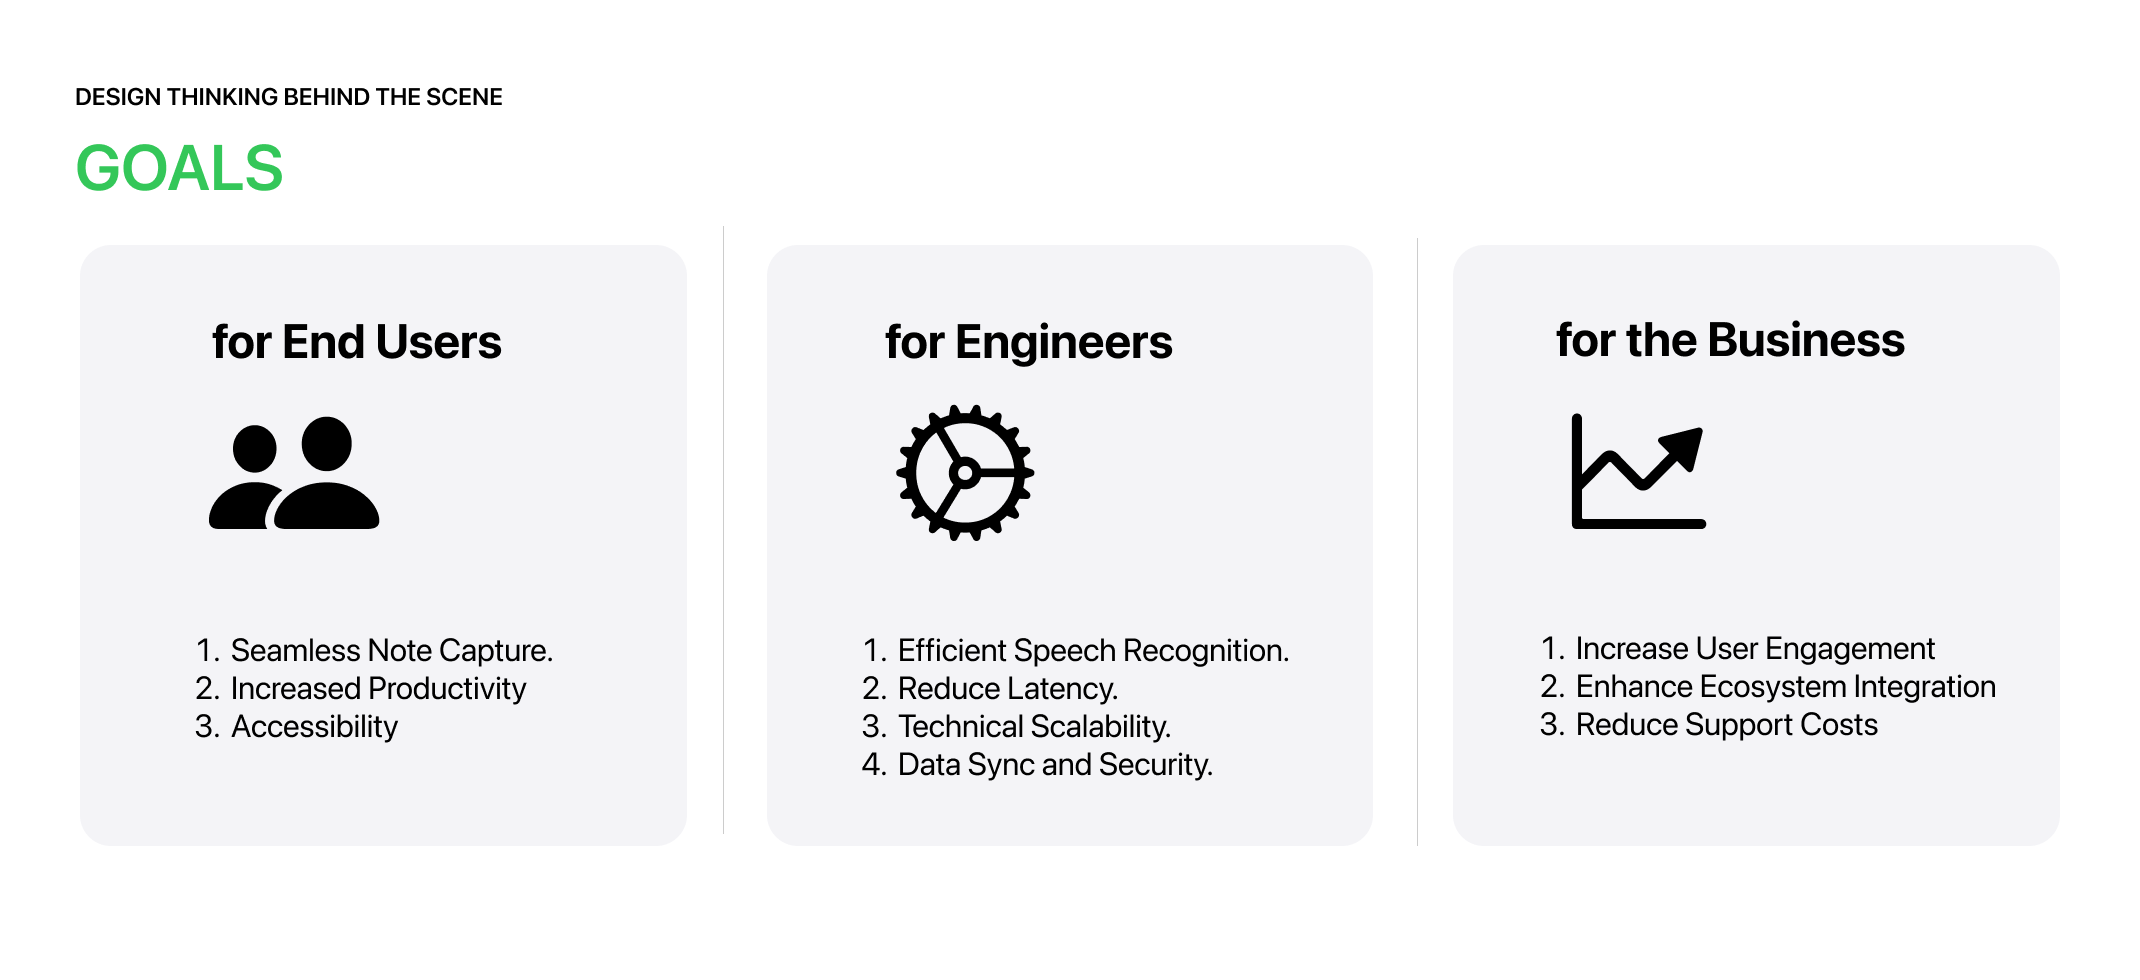 DESIGN THINKING BEHIND THE SCENE
GOALS
for End Users
1. Seamless Note Capture.
2. Increased Productivity
3. Accessibility
for Engineers
1. Efficient Speech Recognition.
2. Reduce Latency.
3. Technical Scalability.
4. Data Sync and Security.
for the Business
1. Increase User Engagement
2. Enhance Ecosystem Integration
3. Reduce Support Costs